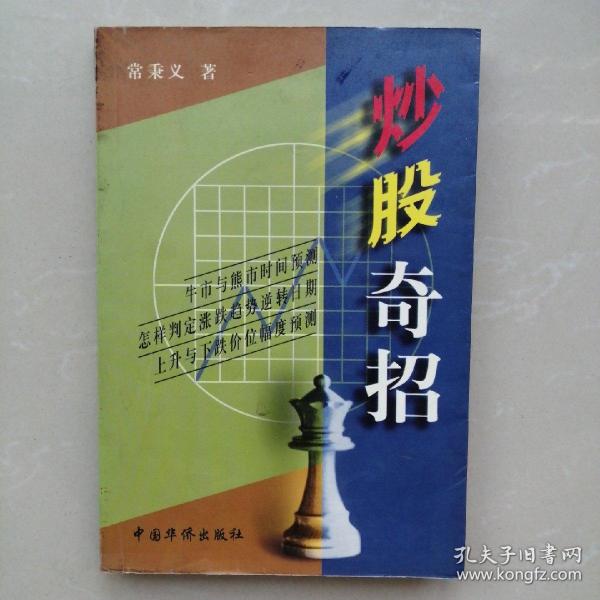 常秉义 著
炒股奇招
牛市与熊市时间预测
怎样判定涨跌趋势逆转日期
上升与下跌价位幅度预测
中国华侨出版社
孔夫子旧书网
www.kongfz.com